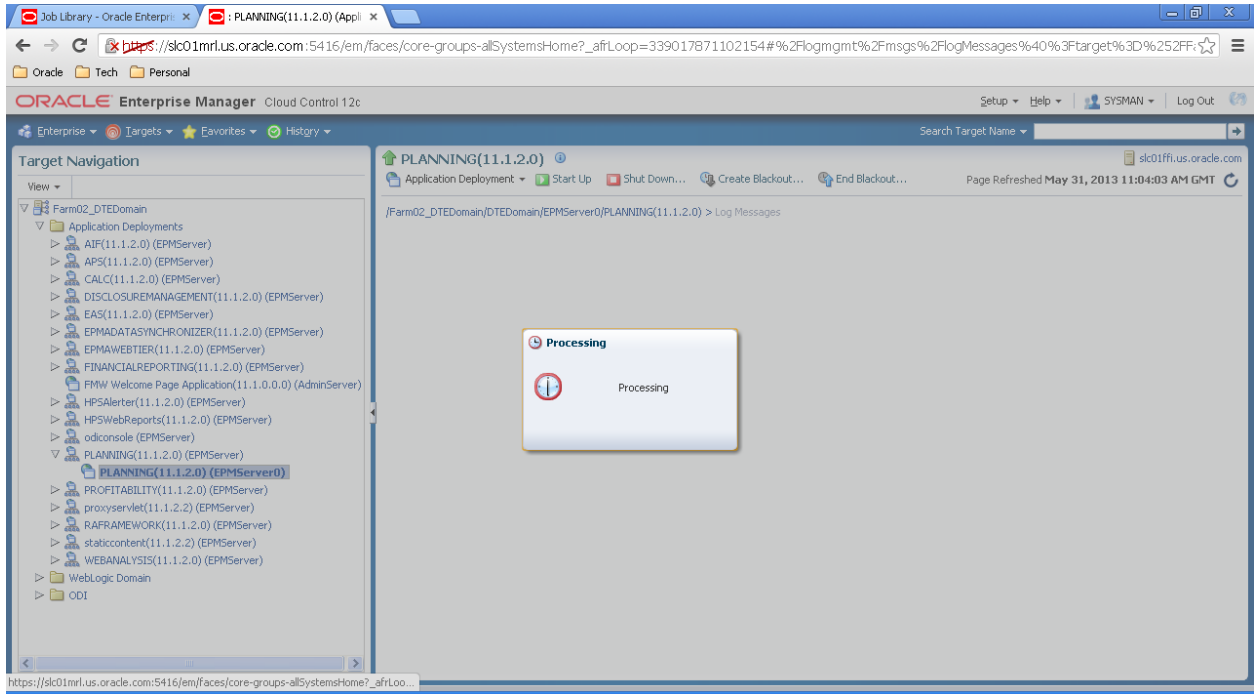 Job Library - Oracle Enterpri
: PLANNING(11.1.2.0) (Appli
https://slc01mrl.us.oracle.com:5416/em/faces/core-groups-allSystemsHome?_afrLoop=339017871102154#%2Flogmgmt%2Fmsgs%2FlogMessages%40%3Ftarget%3D%252FFa
Oracle Tech Personal
ORACLE Enterprise Manager Cloud Control 12c
Setup Help SYSMAN Log Out
Enterprise Targets Favorites History
Search Target Name
Target Navigation
View
Farm02_DTEDomain
Application Deployments
AIF(11.1.2.0) (EPMServer)
APS(11.1.2.0) (EPMServer)
CALC(11.1.2.0) (EPMServer)
DISCLOSUREMANAGEMENT(11.1.2.0) (EPMServer)
EAS(11.1.2.0) (EPMServer)
EPMADATASYNCHRONIZER(11.1.2.0) (EPMServer)
EPMAWEBTIER(11.1.2.0) (EPMServer)
FINANCIALREPORTING(11.1.2.0) (EPMServer)
FMW Welcome Page Application(11.1.0.0.0) (AdminServer)
HPSAlerter(11.1.2.0) (EPMServer)
HPSWebReports(11.1.2.0) (EPMServer)
odiconsole (EPMServer)
PLANNING(11.1.2.0) (EPMServer)
PLANNING(11.1.2.0) (EPMServer0)
PROFITABILITY(11.1.2.0) (EPMServer)
proxyservlet(11.1.2.2) (EPMServer)
RAFRAMEWORK(11.1.2.0) (EPMServer)
staticcontent(11.1.2.2) (EPMServer)
WEBANALYSIS(11.1.2.0) (EPMServer)
WebLogic Domain
ODI
PLANNING(11.1.2.0)
slc01ffi.us.oracle.com
Application Deployment Start Up Shut Down... Create Blackout... End Blackout...
Page Refreshed May 31, 2013 11:04:03 AM GMT
/Farm02_DTEDomain/DTEDomain/EPMServer0/PLANNING(11.1.2.0) > Log Messages
Processing
Processing
https://slc01mrl.us.oracle.com:5416/em/faces/core-groups-allSystemsHome?_afrLoo...